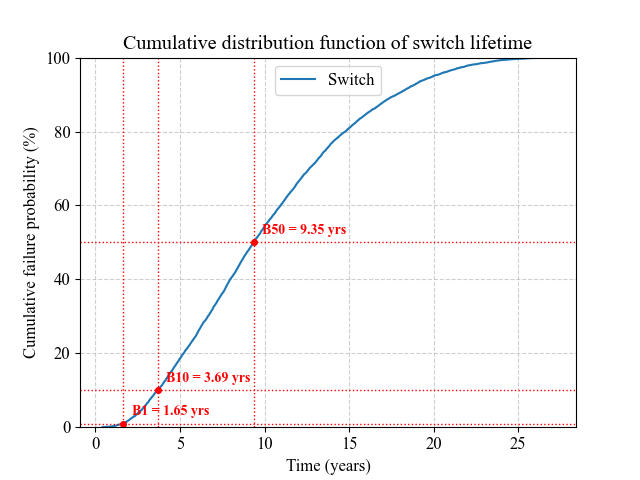 Cumulative distribution function of switch lifetime
Switch
Cumulative failure probability (%)
100
80
60
40
20
0
B50 = 9.35 yrs
B10 = 3.69 yrs
B1 = 1.65 yrs
0 5 10 15 20 25
Time (years)